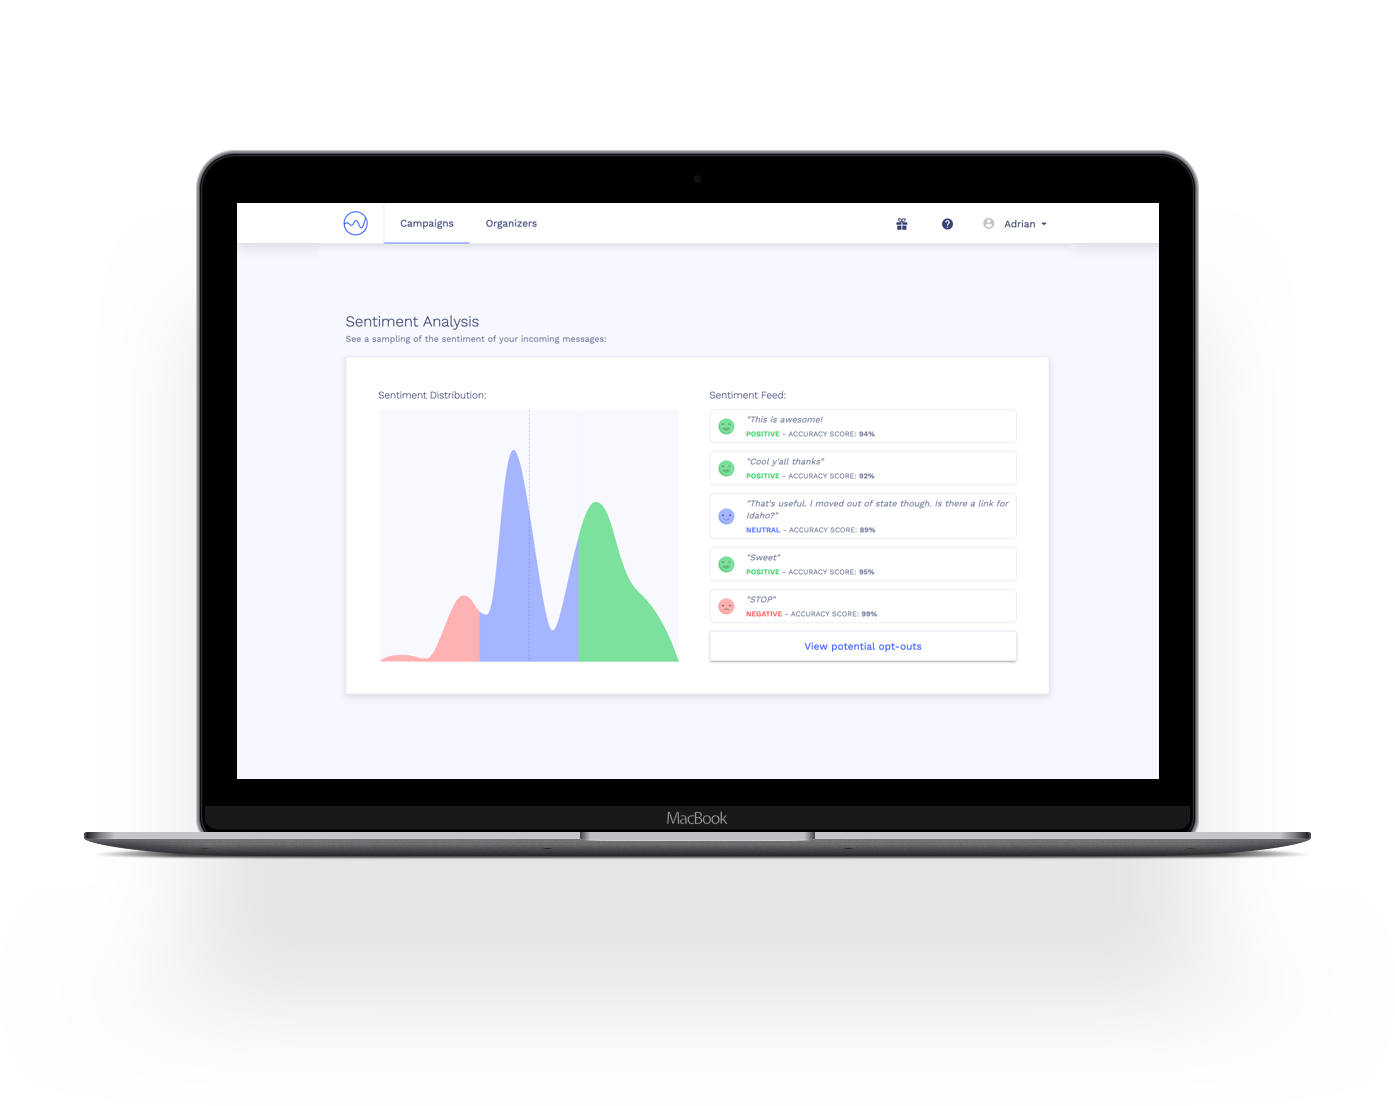 Campaigns
Organizers
Adrian
Sentiment Analysis
See a sampling of the sentiment of your incoming messages:
Sentiment Distribution:
Sentiment Feed:
"This is awesome!
POSITIVE - ACCURACY SCORE: 94%
"Cool y'all thanks"
POSITIVE - ACCURACY SCORE: 92%
"That's useful. I moved out of state though. Is there a link for
Idaho?"
NEUTRAL - ACCURACY SCORE: 89%
"Sweet"
POSITIVE - ACCURACY SCORE: 95%
"STOP"
NEGATIVE - ACCURACY SCORE: 99%
View potential opt-outs
MacBook